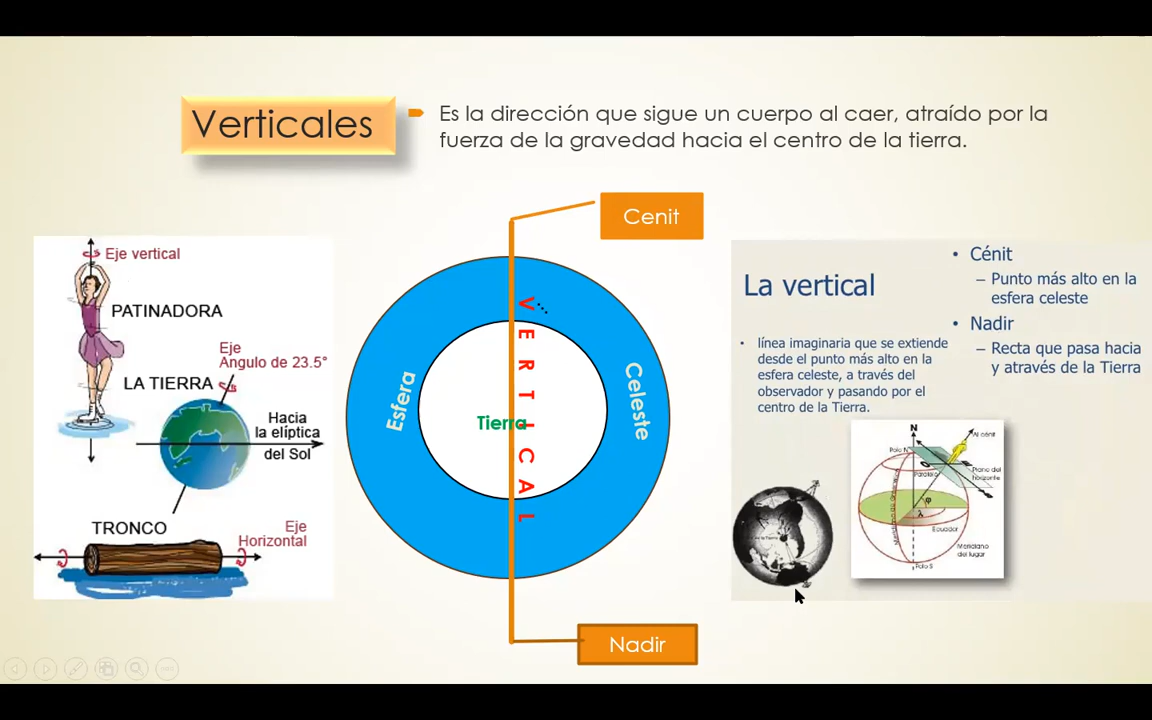 Verticales
Es la dirección que sigue un cuerpo al caer, atraído por la
fuerza de la gravedad hacia el centro de la tierra.
Eje vertical
PATINADORA
Eje
Angulo de 23.5°
LA TIERRA
Hacia
la elíptica
del Sol
TRONCO
Eje
Horizontal
Cenit
VERTICAL
Esfera
Celeste
Tierra
Nadir
La vertical
línea imaginaria que se extiende
desde el punto más alto en la
esfera celeste, a través del
observador y pasando por el
centro de la Tierra.
Cénit
– Punto más alto en la
esfera celeste
Nadir
– Recta que pasa hacia
y através de la Tierra
N
Al cénit
Polo N
Plano del
horizonte
Paralelo
φ
λ
Ecuador
Meridiano
del lugar
Polo S